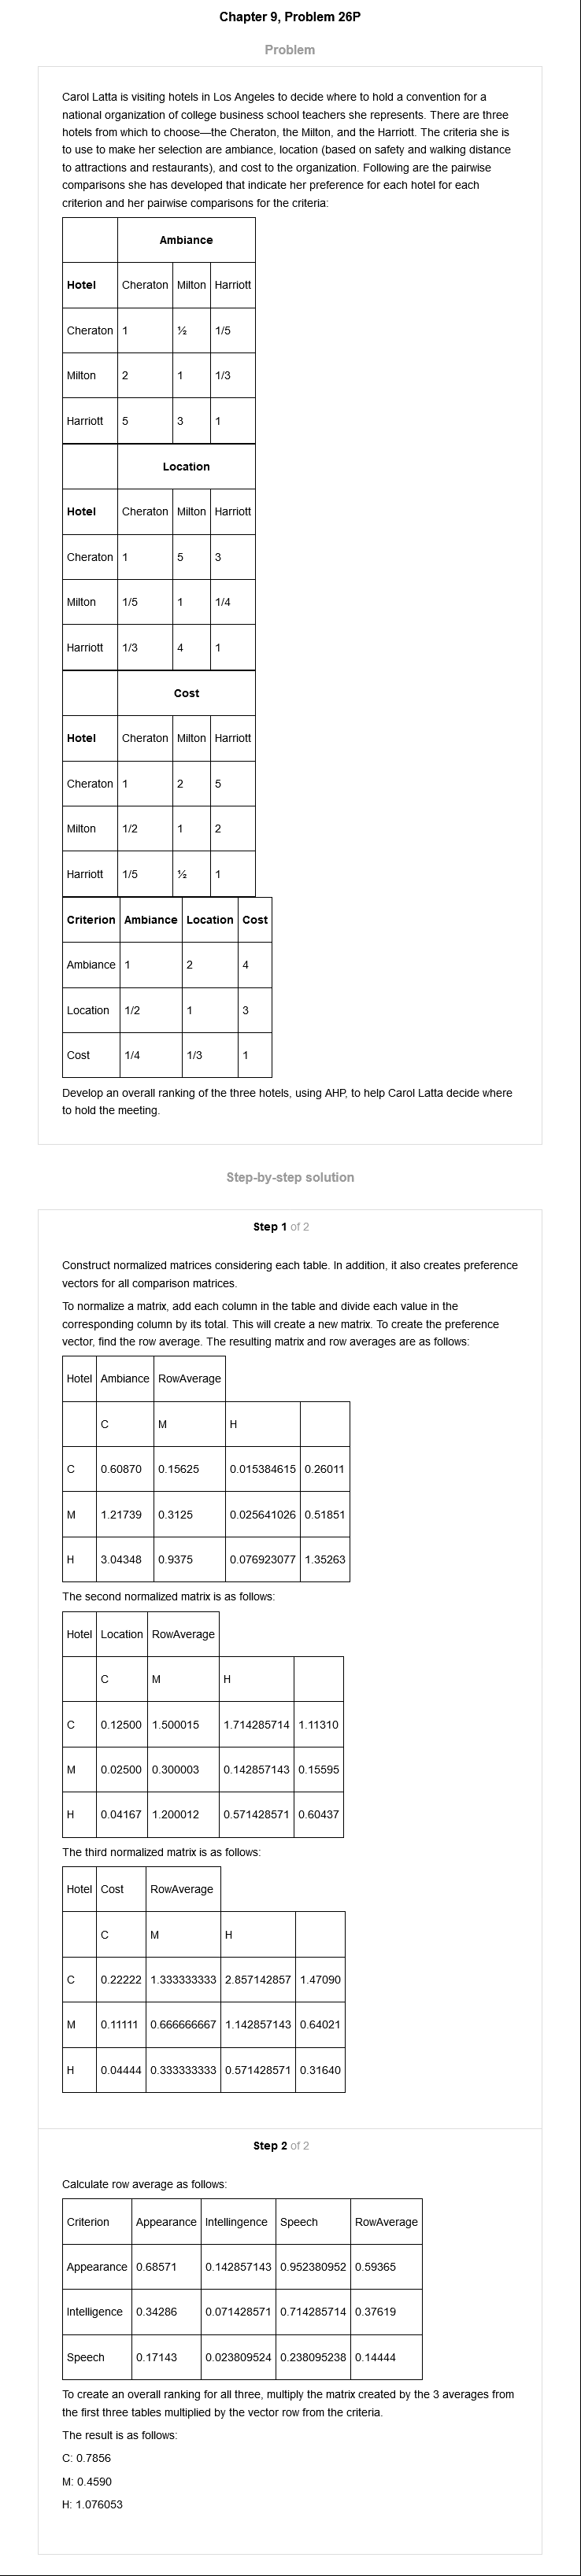 Chapter 9, Problem 26P
Problem
Carol Latta is visiting hotels in Los Angeles to decide where to hold a convention for a
national organization of college business school teachers she represents. There are three
hotels from which to choose—the Cheraton, the Milton, and the Harriott. The criteria she is
to use to make her selection are ambiance, location (based on safety and walking distance
to attractions and restaurants), and cost to the organization. Following are the pairwise
comparisons she has developed that indicate her preference for each hotel for each
criterion and her pairwise comparisons for the criteria:
Ambiance
Hotel Cheraton Milton Harriott
Cheraton 1 ½ 1/5
Milton 2 1 1/3
Harriott 5 3 1
Location
Hotel Cheraton Milton Harriott
Cheraton 1 5 3
Milton 1/5 1 1/4
Harriott 1/3 4 1
Cost
Hotel Cheraton Milton Harriott
Cheraton 1 2 5
Milton 1/2 1 2
Harriott 1/5 ½ 1
Criterion Ambiance Location Cost
Ambiance 1 2 4
Location 1/2 1 3
Cost 1/4 1/3 1
Develop an overall ranking of the three hotels, using AHP, to help Carol Latta decide where
to hold the meeting.
Step-by-step solution
Step 1 of 2
Construct normalized matrices considering each table. In addition, it also creates preference
vectors for all comparison matrices.
To normalize a matrix, add each column in the table and divide each value in the
corresponding column by its total. This will create a new matrix. To create the preference
vector, find the row average. The resulting matrix and row averages are as follows:
Hotel Ambiance RowAverage
C M H
C 0.60870 0.15625 0.015384615 0.26011
M 1.21739 0.3125 0.025641026 0.51851
H 3.04348 0.9375 0.076923077 1.35263
The second normalized matrix is as follows:
Hotel Location RowAverage
C M H
C 0.12500 1.500015 1.714285714 1.11310
M 0.02500 0.300003 0.142857143 0.15595
H 0.04167 1.200012 0.571428571 0.60437
The third normalized matrix is as follows:
Hotel Cost RowAverage
C M H
C 0.22222 1.333333333 2.857142857 1.47090
M 0.11111 0.666666667 1.142857143 0.64021
H 0.04444 0.333333333 0.571428571 0.31640
Step 2 of 2
Calculate row average as follows:
Criterion Appearance Intellingence Speech RowAverage
Appearance 0.68571 0.142857143 0.952380952 0.59365
Intelligence 0.34286 0.071428571 0.714285714 0.37619
Speech 0.17143 0.023809524 0.238095238 0.14444
To create an overall ranking for all three, multiply the matrix created by the 3 averages from
the first three tables multiplied by the vector row from the criteria.
The result is as follows:
C: 0.7856
M: 0.4590
H: 1.076053